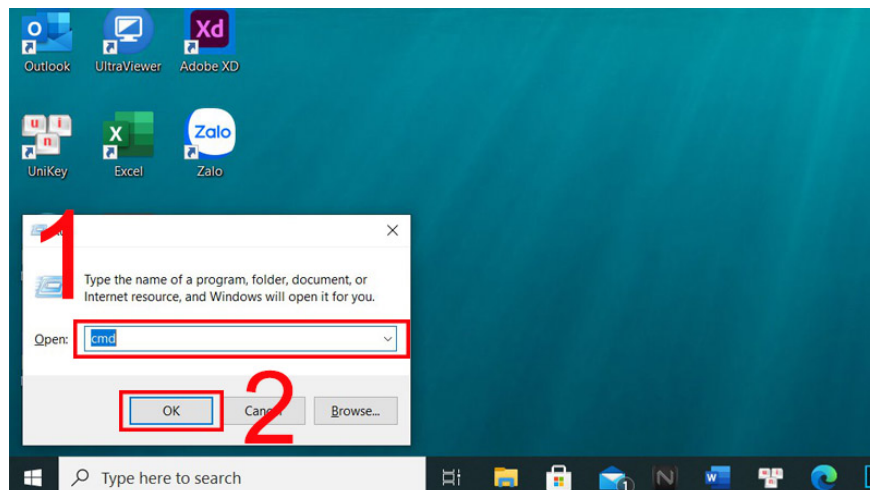 Outlook UltraViewer Adobe XD
Xd
u i n
Zalo
UniKey Excel Zalo
1
Type the name of a program, folder, document, or
Internet resource, and Windows will open it for you.
Open: cmd
OK Browse...
2
Type here to search
1